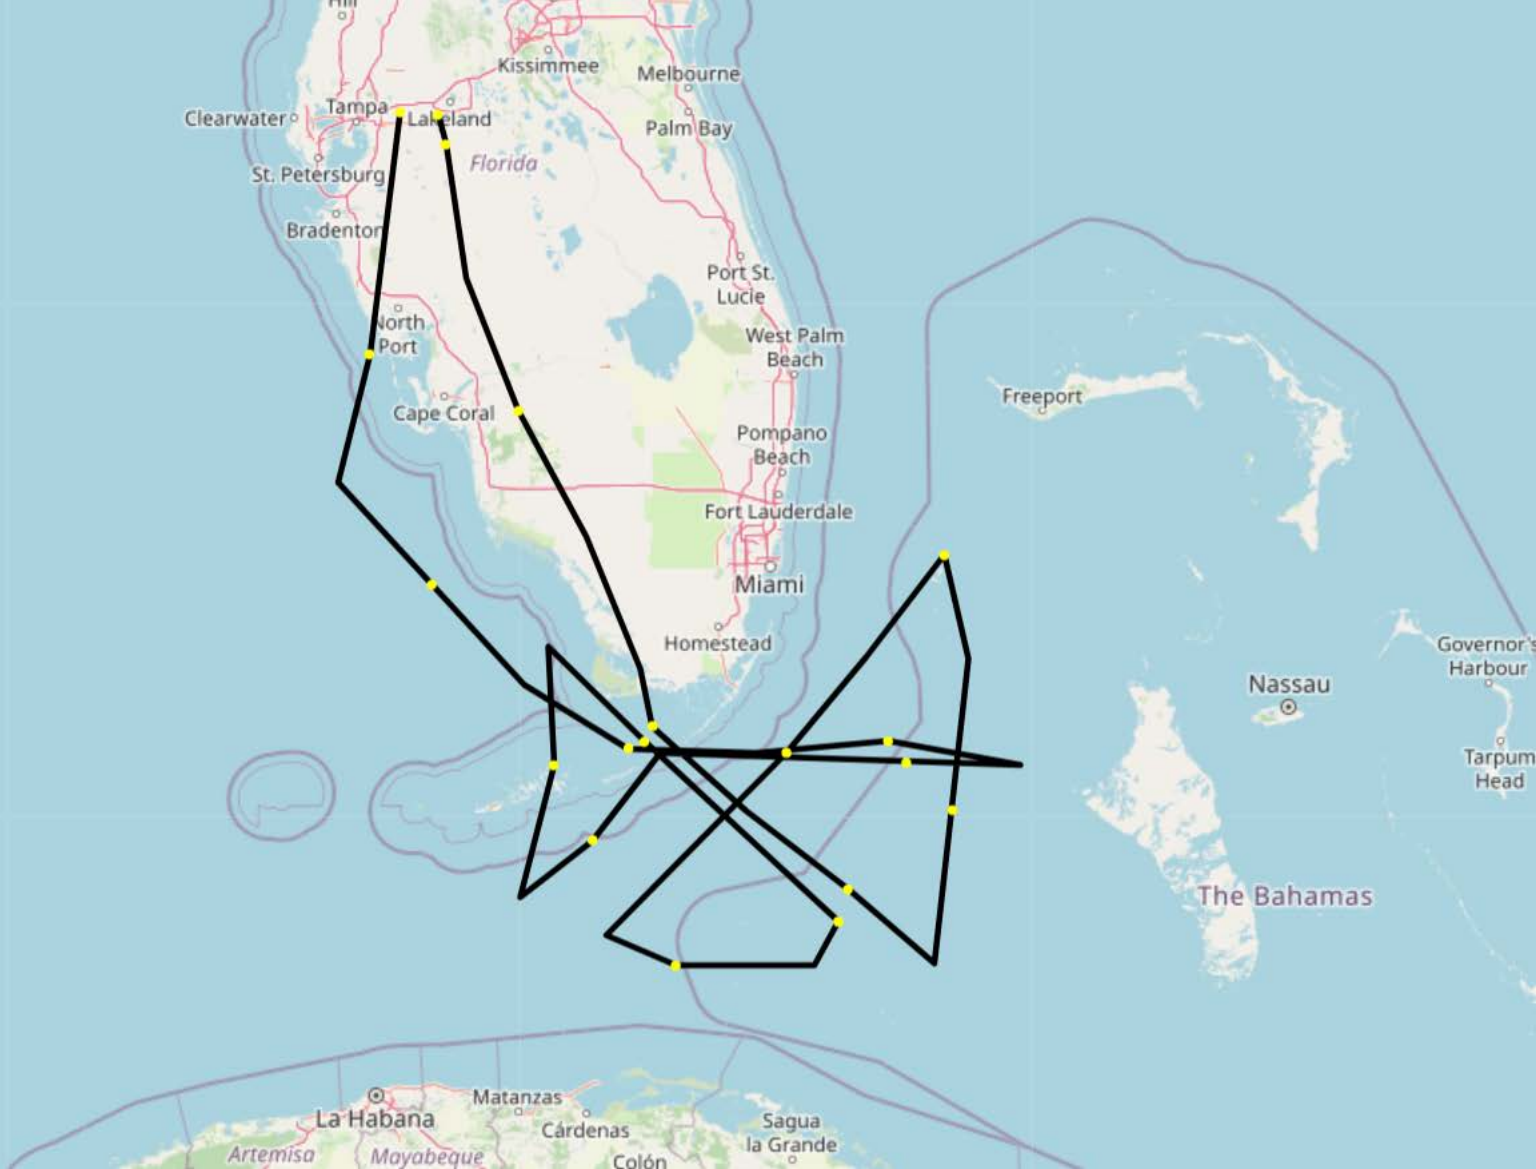 Hill
Kissimmee
Melbourne
Clearwater
Tampa
Lakeland
Palm Bay
St. Petersburg
Florida
Bradenton
Port St.
Lucie
North
Port
West Palm
Beach
Cape Coral
Freeport
Pompano
Beach
Fort Lauderdale
Miami
Homestead
Governor's
Harbour
Nassau
Tarpum
Head
The Bahamas
La Habana
Matanzas
Cárdenas
Sagua
la Grande
Artemisa
Mayabeque
Colón